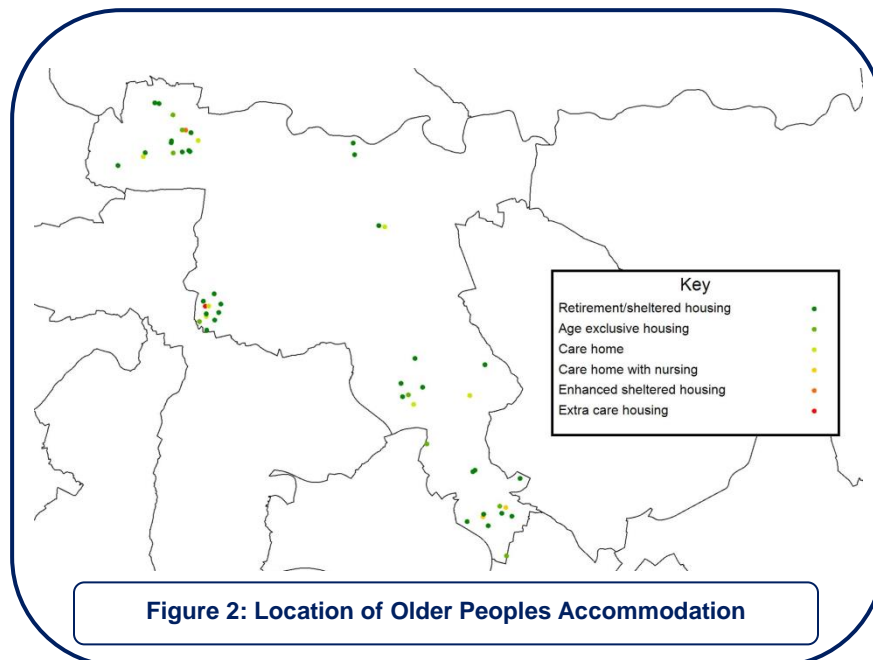 Key
Retirement/sheltered housing
Age exclusive housing
Care home
Care home with nursing
Enhanced sheltered housing
Extra care housing
Figure 2: Location of Older Peoples Accommodation